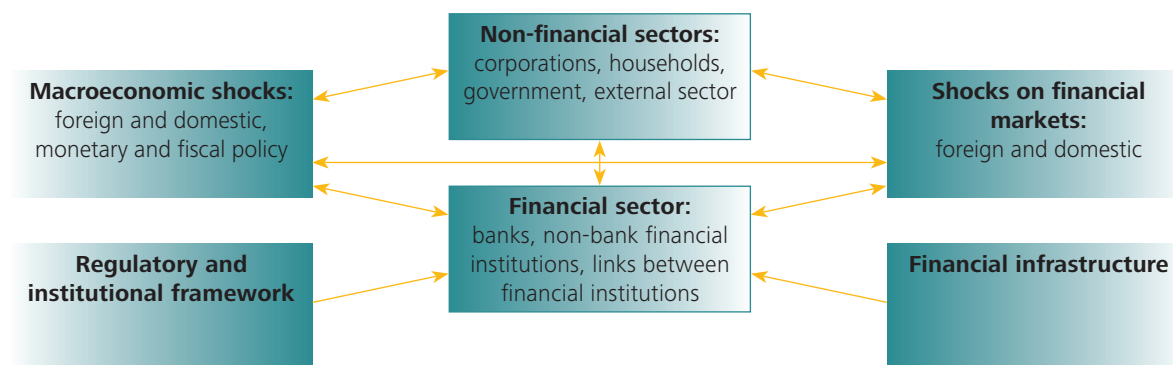 Non-financial sectors:
corporations, households,
government, external sector
Macroeconomic shocks:
foreign and domestic,
monetary and fiscal policy
Shocks on financial
markets:
foreign and domestic
Financial sector:
banks, non-bank financial
institutions, links between
financial institutions
Regulatory and
institutional framework
Financial infrastructure